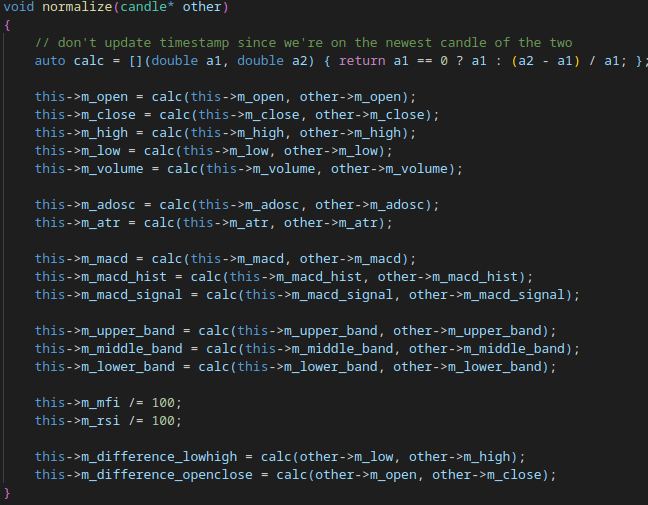 void normalize(candle* other)
{
    // don't update timestamp since we're on the newest candle of the two
    auto calc = [](double a1, double a2) { return a1 == 0 ? a1 : (a2 - a1) / a1; };
    this->m_open = calc(this->m_open, other->m_open);
    this->m_close = calc(this->m_close, other->m_close);
    this->m_high = calc(this->m_high, other->m_high);
    this->m_low = calc(this->m_low, other->m_low);
    this->m_volume = calc(this->m_volume, other->m_volume);
    this->m_adosc = calc(this->m_adosc, other->m_adosc);
    this->m_atr = calc(this->m_atr, other->m_atr);
    this->m_macd = calc(this->m_macd, other->m_macd);
    this->m_macd_hist = calc(this->m_macd_hist, other->m_macd_hist);
    this->m_macd_signal = calc(this->m_macd_signal, other->m_macd_signal);
    this->m_upper_band = calc(this->m_upper_band, other->m_upper_band);
    this->m_middle_band = calc(this->m_middle_band, other->m_middle_band);
    this->m_lower_band = calc(this->m_lower_band, other->m_lower_band);
    this->m_mfi /= 100;
    this->m_rsi /= 100;
    this->m_difference_lowhigh = calc(other->m_low, other->m_high);
    this->m_difference_openclose = calc(other->m_open, other->m_close);
}